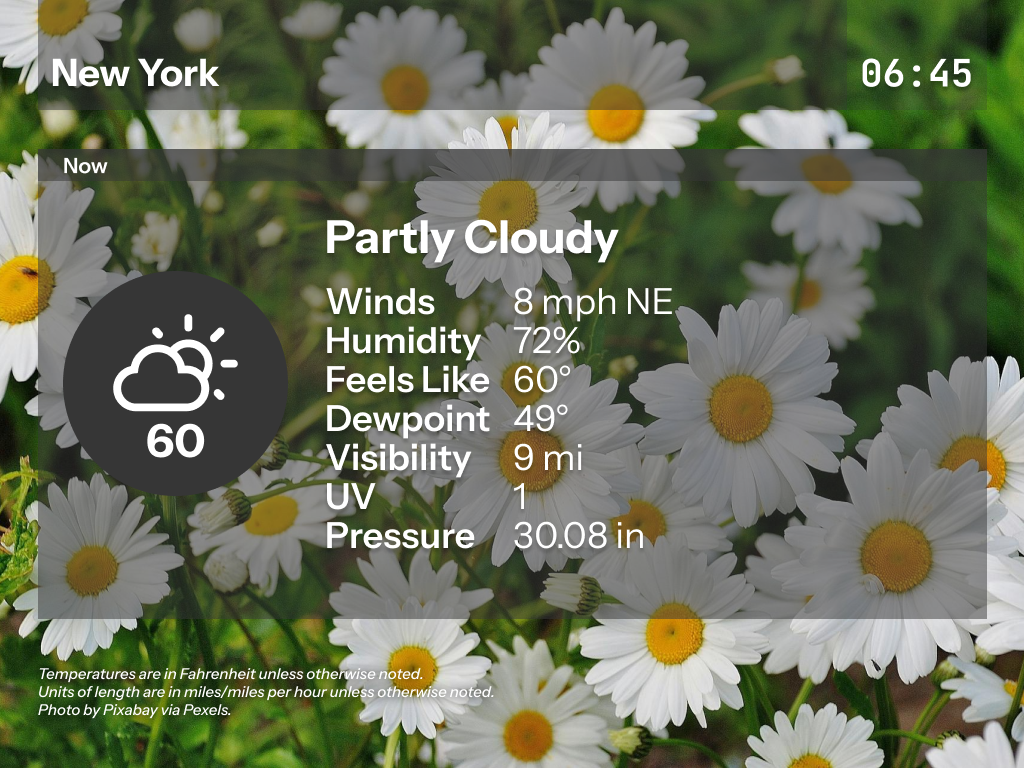 New York
06:45
Now
Partly Cloudy
Winds 8 mph NE
Humidity 72%
Feels Like 60°
Dewpoint 49°
Visibility 9 mi
UV 1
Pressure 30.08 in
60
Temperatures are in Fahrenheit unless otherwise noted.
Units of length are in miles/miles per hour unless otherwise noted.
Photo by Pixabay via Pexels.